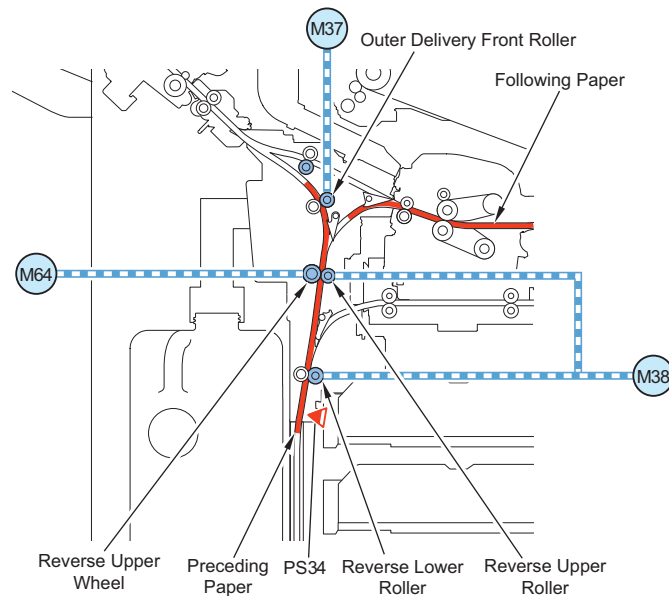 M37
Outer Delivery Front Roller
Following Paper
M64
M38
Reverse Upper
Wheel
Preceding
Paper
PS34
Reverse Lower
Roller
Reverse Upper
Roller